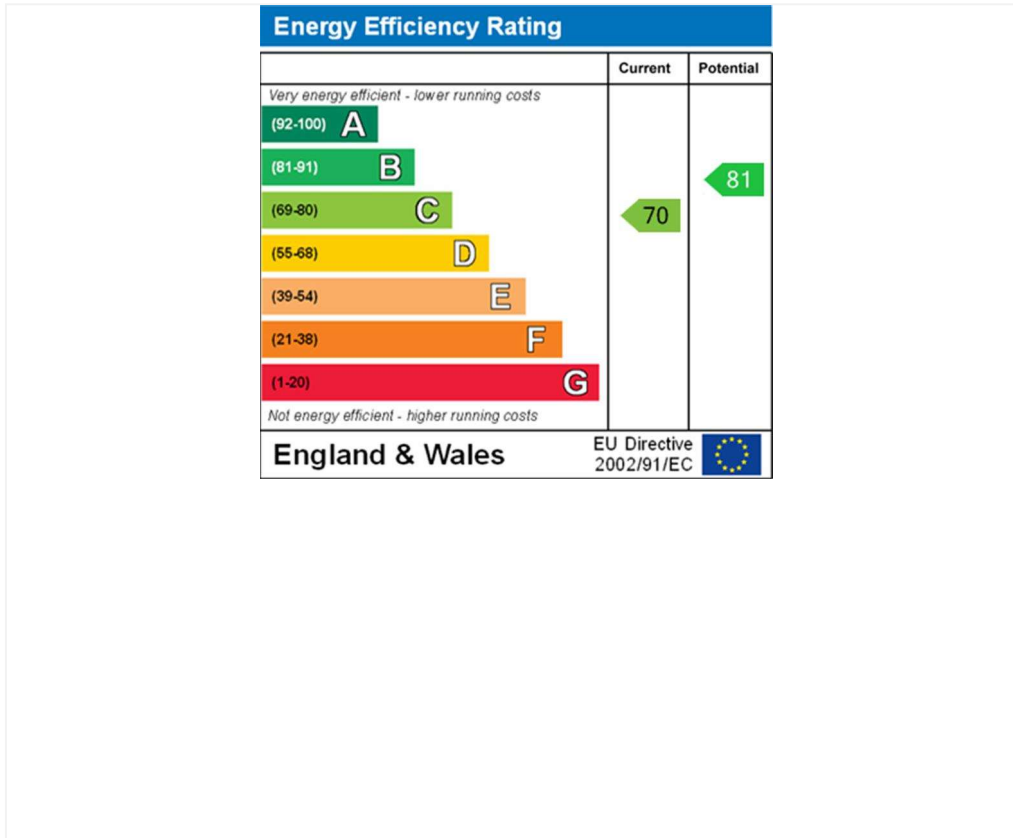 Energy Efficiency Rating
Current Potential
Very energy efficient - lower running costs
(92-100) A
(81-91) B
81
(69-80) C
70
(55-68) D
(39-54) E
(21-38) F
(1-20) G
Not energy efficient - higher running costs
England & Wales
EU Directive
2002/91/EC